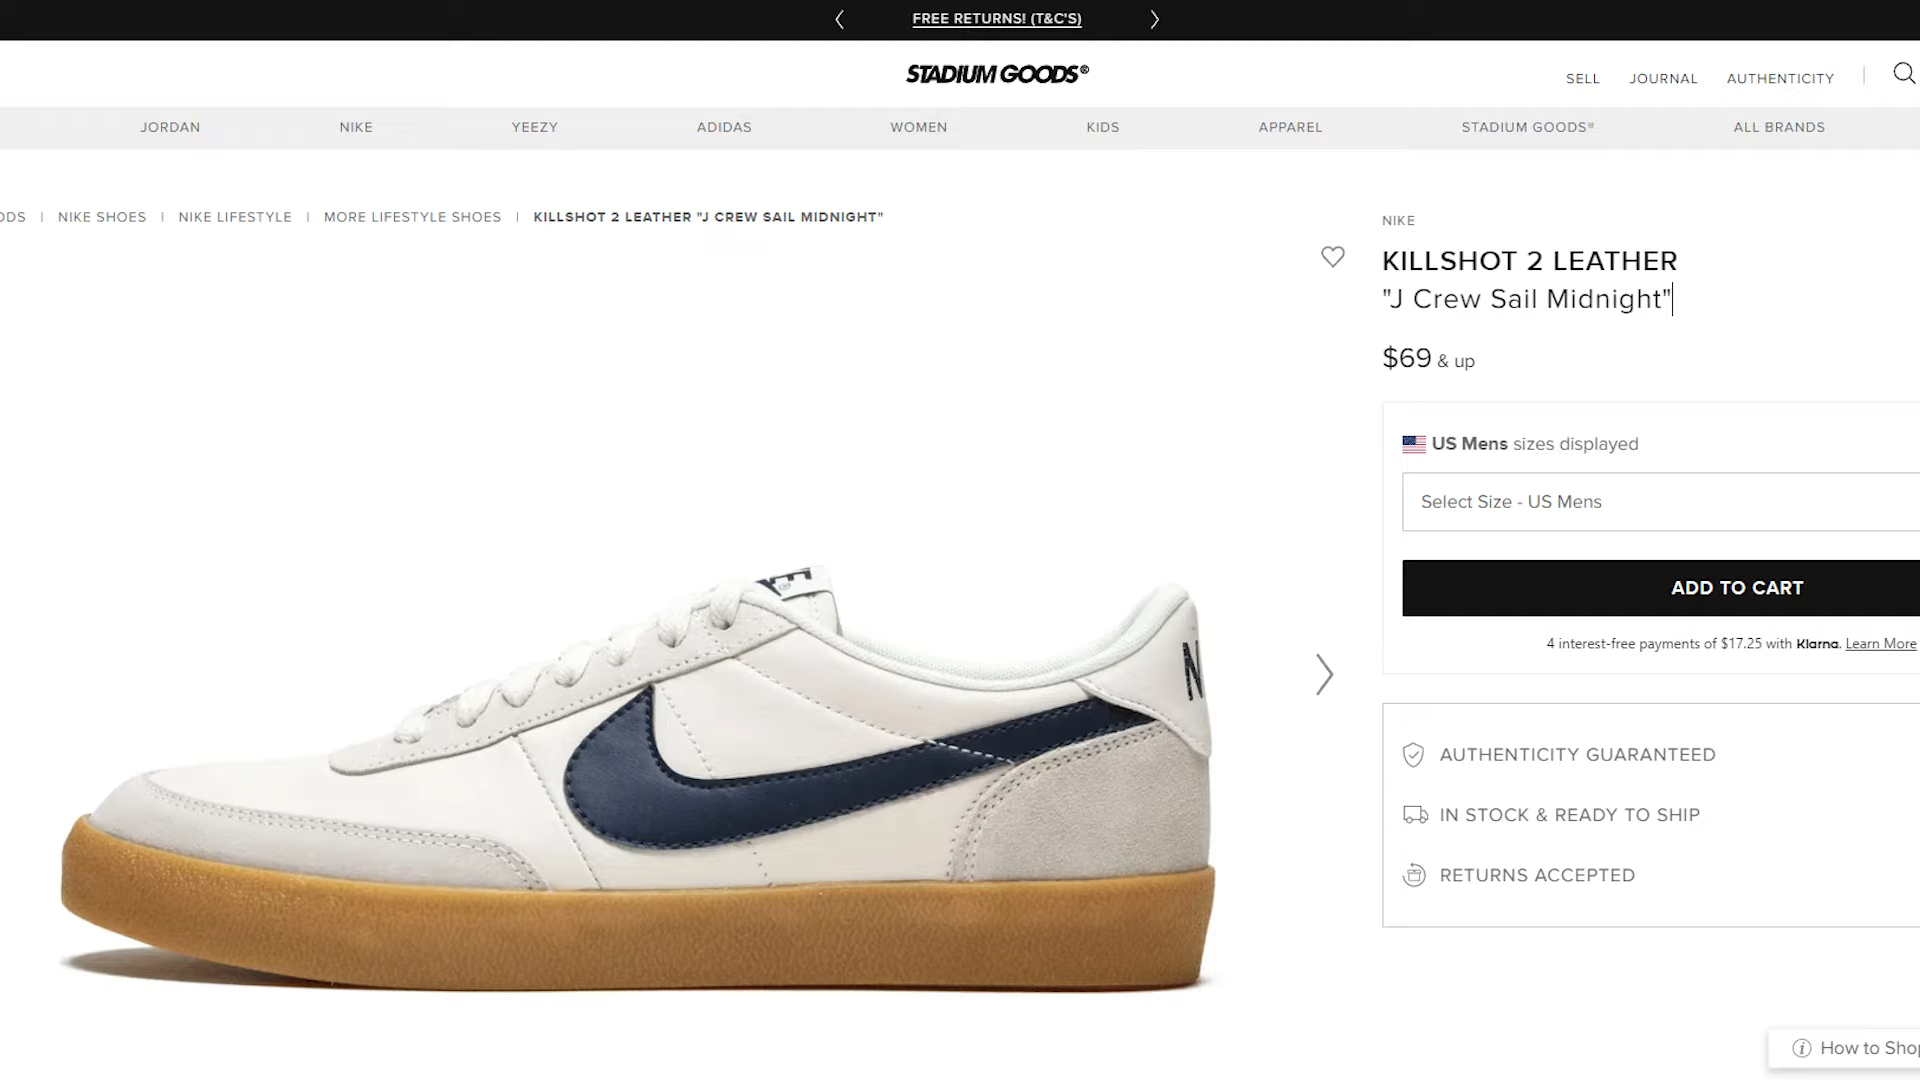 FREE RETURNS! (T&C'S)
STADIUM GOODS®
SELL JOURNAL AUTHENTICITY
JORDAN NIKE YEEZY ADIDAS WOMEN KIDS APPAREL STADIUM GOODS® ALL BRANDS
ODS | NIKE SHOES | NIKE LIFESTYLE | MORE LIFESTYLE SHOES | KILLSHOT 2 LEATHER "J CREW SAIL MIDNIGHT"
NIKE
KILLSHOT 2 LEATHER
"J Crew Sail Midnight"
$69 & up
US Mens sizes displayed
Select Size - US Mens
ADD TO CART
4 interest-free payments of $17.25 with Klarna. Learn More
AUTHENTICITY GUARANTEED
IN STOCK & READY TO SHIP
RETURNS ACCEPTED
How to Shop